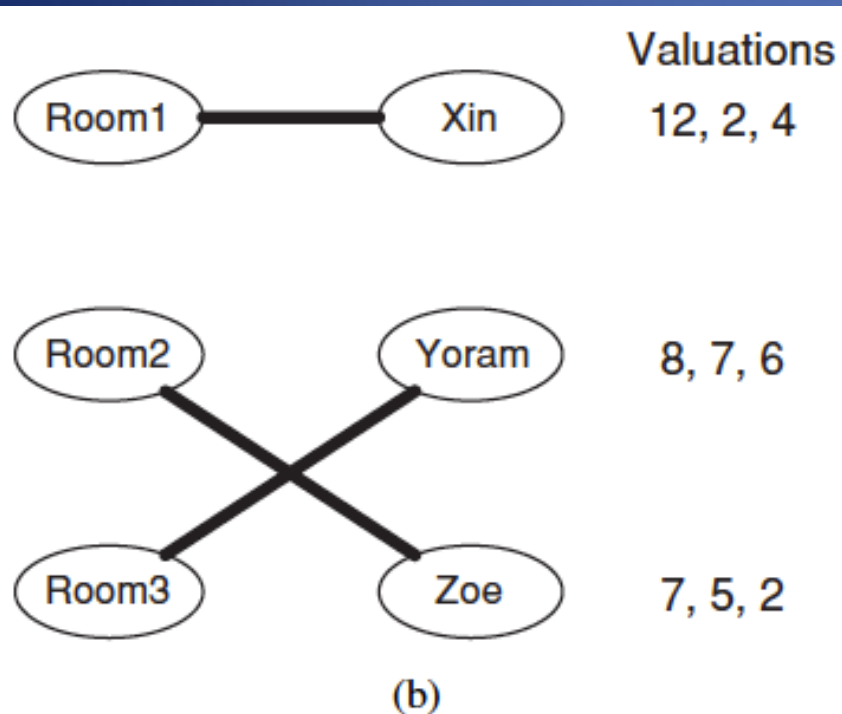 Valuations
Room1 Xin 12, 2, 4
Room2 Yoram 8, 7, 6
Room3 Zoe 7, 5, 2
(b)